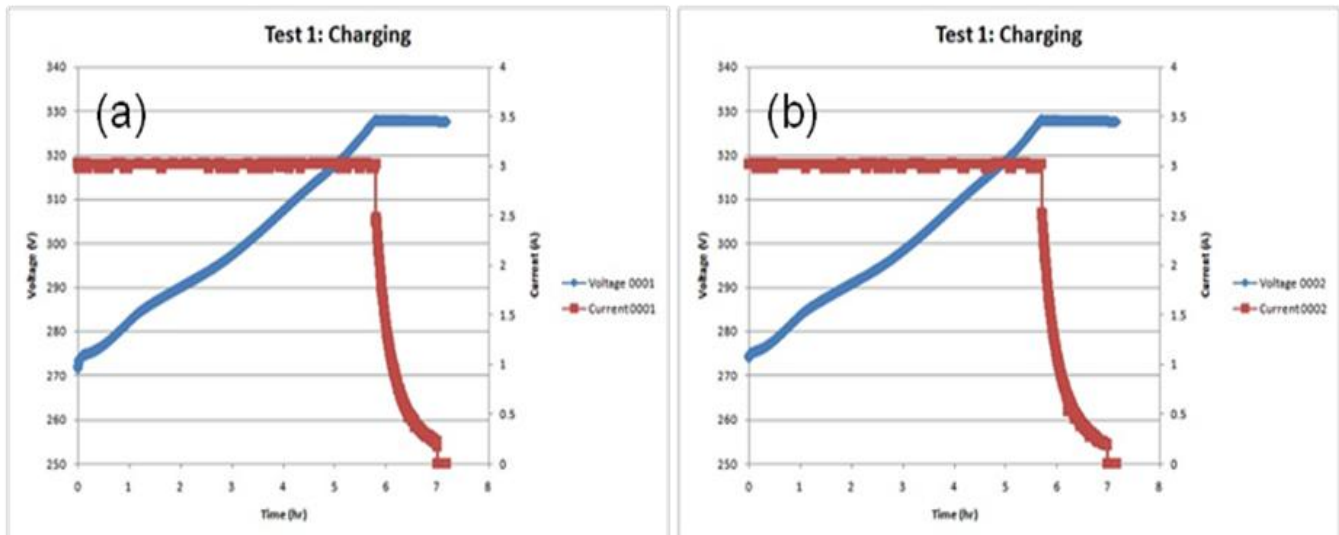 Test 1: Charging
(a)
340
330
320
310
300
290
280
270
260
250
Voltage (V)
4
3.5
3
2.5
2
1.5
1
0.5
0
Current (A)
0 1 2 3 4 5 6 7 8
Time (hr)
Voltage 0001
Current 0001
Test 1: Charging
(b)
340
330
320
310
300
290
280
270
260
250
Voltage (V)
4
3.5
3
2.5
2
1.5
1
0.5
0
Current (A)
0 1 2 3 4 5 6 7 8
Time (hr)
Voltage 0002
Current 0002